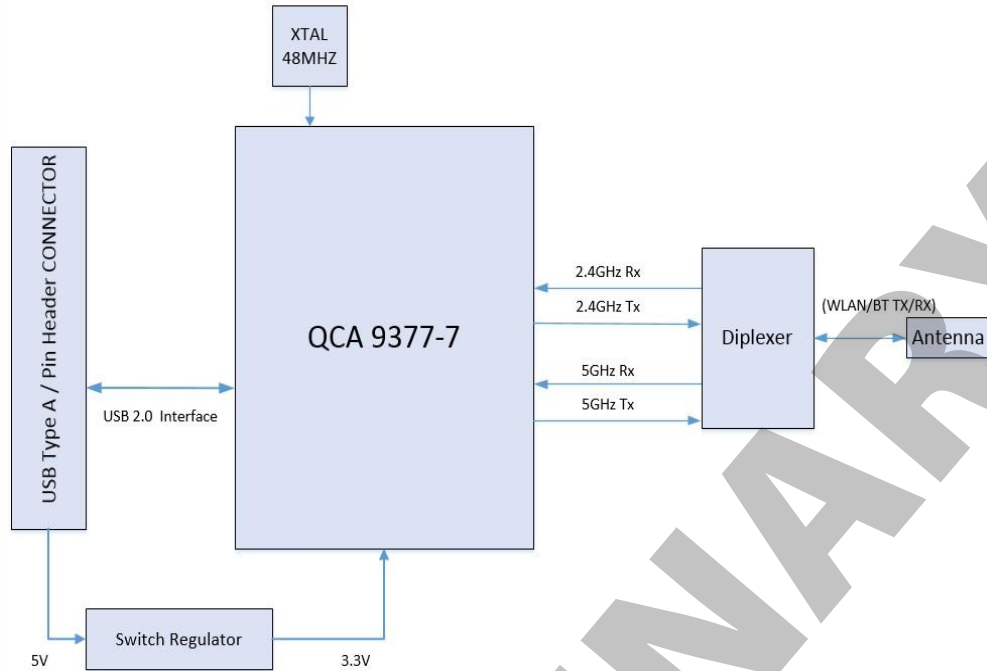 XTAL
48MHZ
USB Type A / Pin Header CONNECTOR
QCA 9377-7
2.4GHz Rx
2.4GHz Tx
5GHz Rx
5GHz Tx
Diplexer
(WLAN/BT TX/RX)
Antenna
USB 2.0 Interface
Switch Regulator
5V
3.3V
NARY